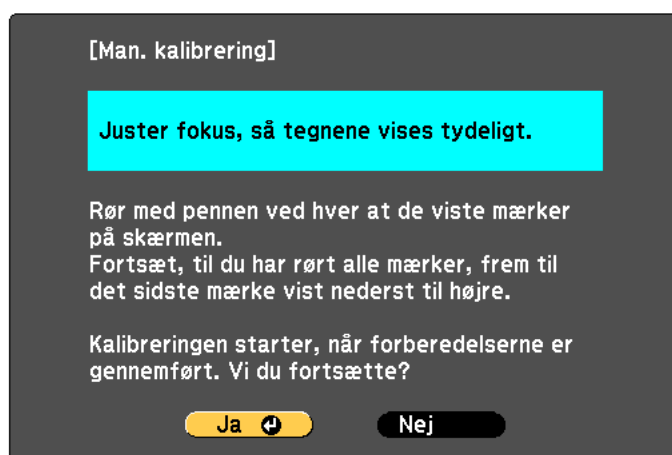 [Man. kalibrering]
Juster fokus, så tegnene vises tydeligt.
Rør med pennen ved hver at de viste mærker
på skærmen.
Fortsæt, til du har rørt alle mærker, frem til
det sidste mærke vist nederst til højre.
Kalibreringen starter, når forberedelserne er
gennemført. Vi du fortsætte?
Ja
Nej